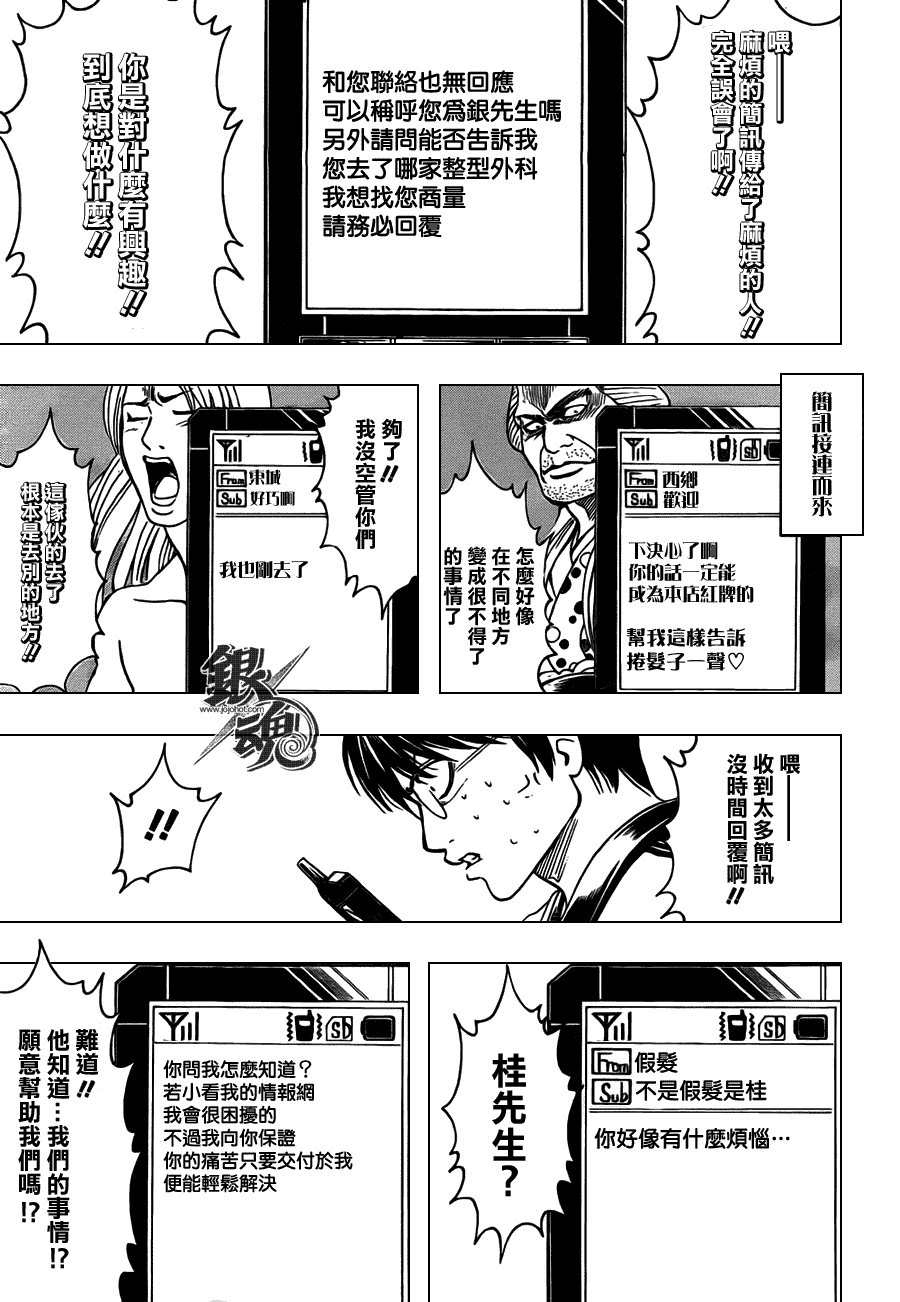 喂——
麻煩的簡訊傳給了麻煩的人!!
完全誤會了啊!!
和您聯絡也無回應
可以稱呼您爲銀先生嗎
另外請問能否告訴我
您去了哪家整型外科
我想找您商量
請務必回覆
你是對什麼有興趣!!
到底想做什麼!!
簡訊接連而來
From 西鄉
Sub 歡迎
下決心了啊
你的話一定能
成為本店紅牌的
幫我這樣告訴
捲髮子一聲♡
怎麼好像
在不同地方
變成很不得了
的事情了
夠了!!
我沒空管你們
From 東城
Sub 好巧啊
我也剛去了
這傢伙的去了
根本是去別的地方!!
銀魂
www.jojohot.com
喂——
收到太多簡訊
沒時間回覆啊!!
!!
From 假髮
Sub 不是假髮是桂
你好像有什麼煩惱…
桂先生?
你問我怎麼知道?
若小看我的情報網
我會很困擾的
不過我向你保證
你的痛苦只要交付於我
便能輕鬆解決
難道!!
他知道…我們的事情!?
願意幫助我們嗎!?